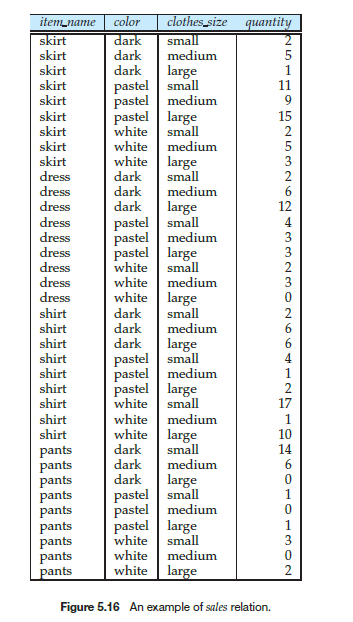 item_name color clothes_size quantity
skirt dark small 2
skirt dark medium 5
skirt dark large 1
skirt pastel small 11
skirt pastel medium 9
skirt pastel large 15
skirt white small 2
skirt white medium 5
skirt white large 3
dress dark small 2
dress dark medium 6
dress dark large 12
dress pastel small 4
dress pastel medium 3
dress pastel large 3
dress white small 2
dress white medium 3
dress white large 0
shirt dark small 2
shirt dark medium 6
shirt dark large 6
shirt pastel small 4
shirt pastel medium 1
shirt pastel large 2
shirt white small 17
shirt white medium 1
shirt white large 10
pants dark small 14
pants dark medium 6
pants dark large 0
pants pastel small 1
pants pastel medium 0
pants pastel large 1
pants white small 3
pants white medium 0
pants white large 2
Figure 5.16 An example of sales relation.